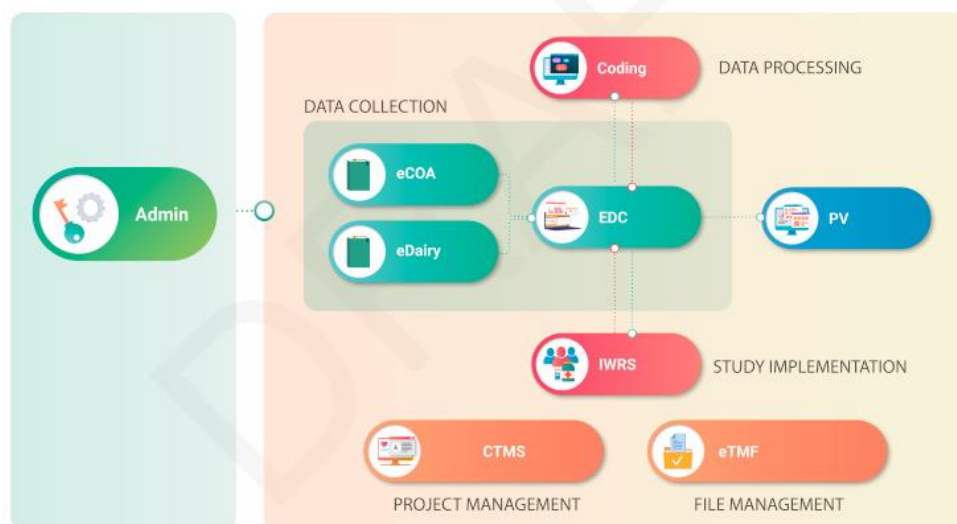 Coding
DATA PROCESSING
DATA COLLECTION
eCOA
Admin
EDC
PV
eDairy
IWRS
STUDY IMPLEMENTATION
CTMS
eTMF
PROJECT MANAGEMENT
FILE MANAGEMENT